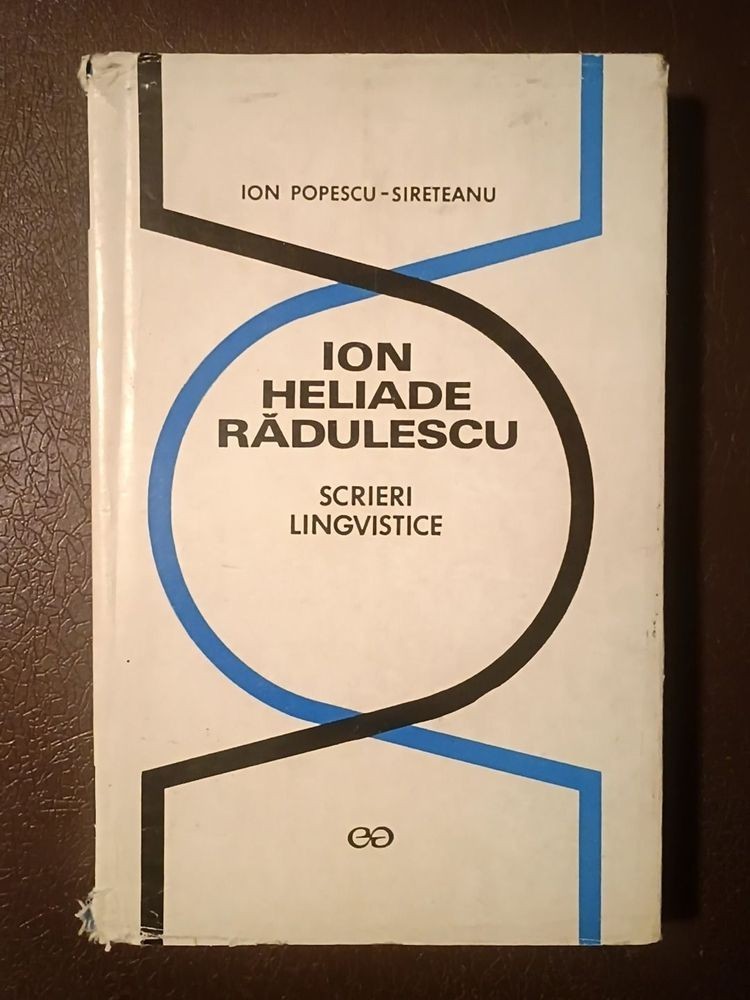 ION POPESCU-SIRETEANU
ION
HELIADE
RĂDULESCU
SCRIERI
LINGVISTICE